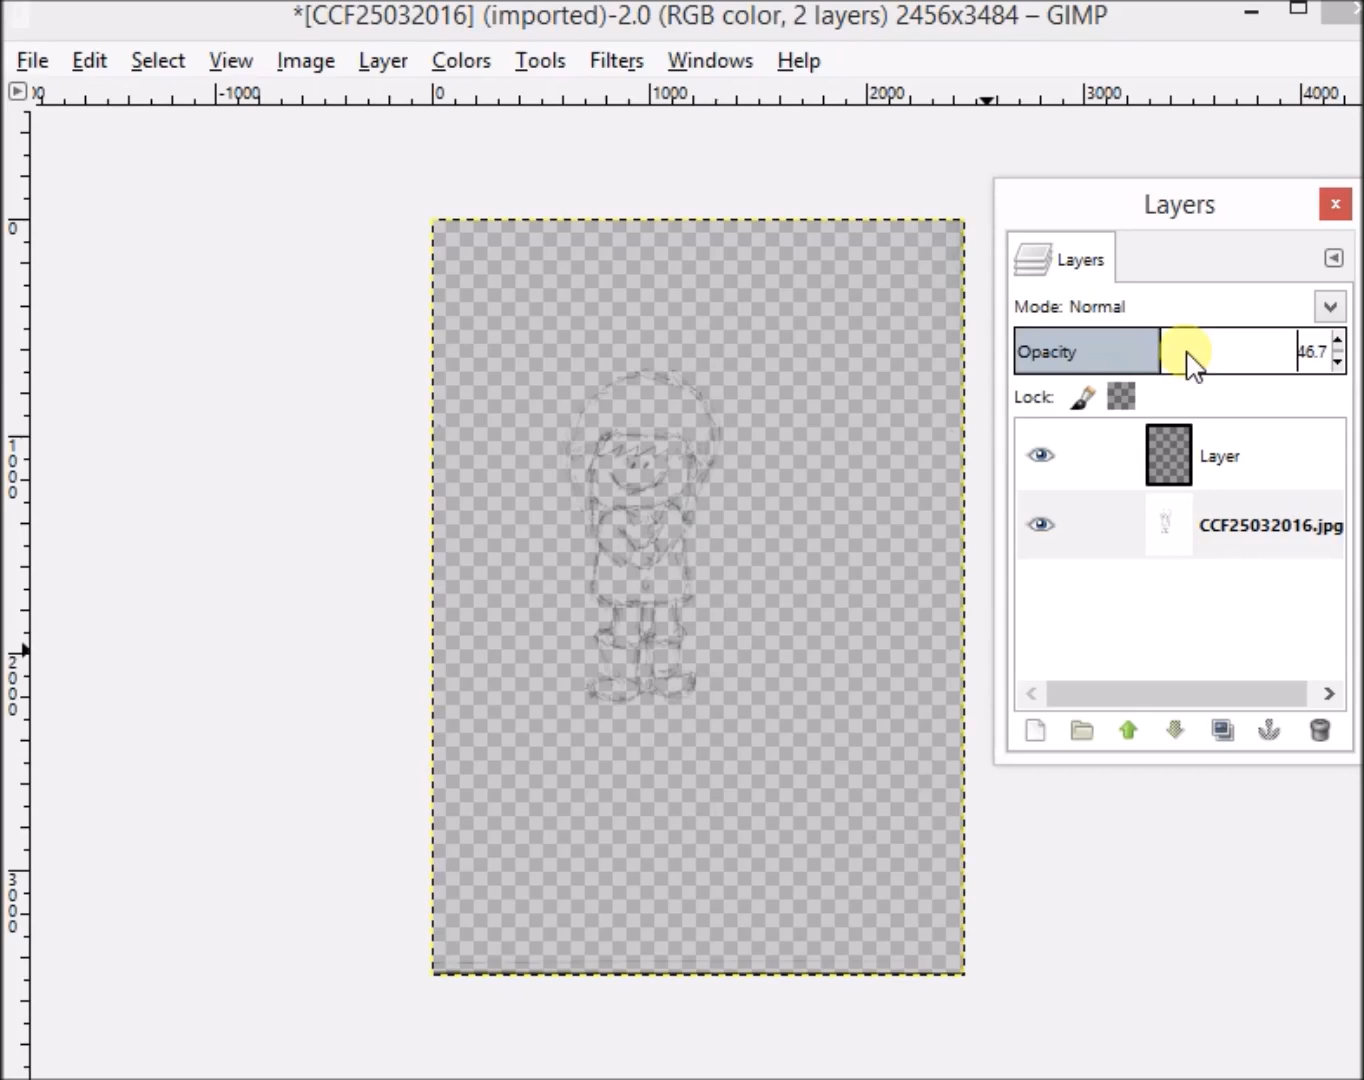 *[CCF25032016] (imported)-2.0 (RGB color, 2 layers) 2456x3484 – GIMP
File Edit Select View Image Layer Colors Tools Filters Windows Help
-1000 0 1000 2000 3000 4000
0
1000
2000
3000
Layers
x
Layers
Mode: Normal
Opacity 46.7
Lock:
Layer
CCF25032016.jpg